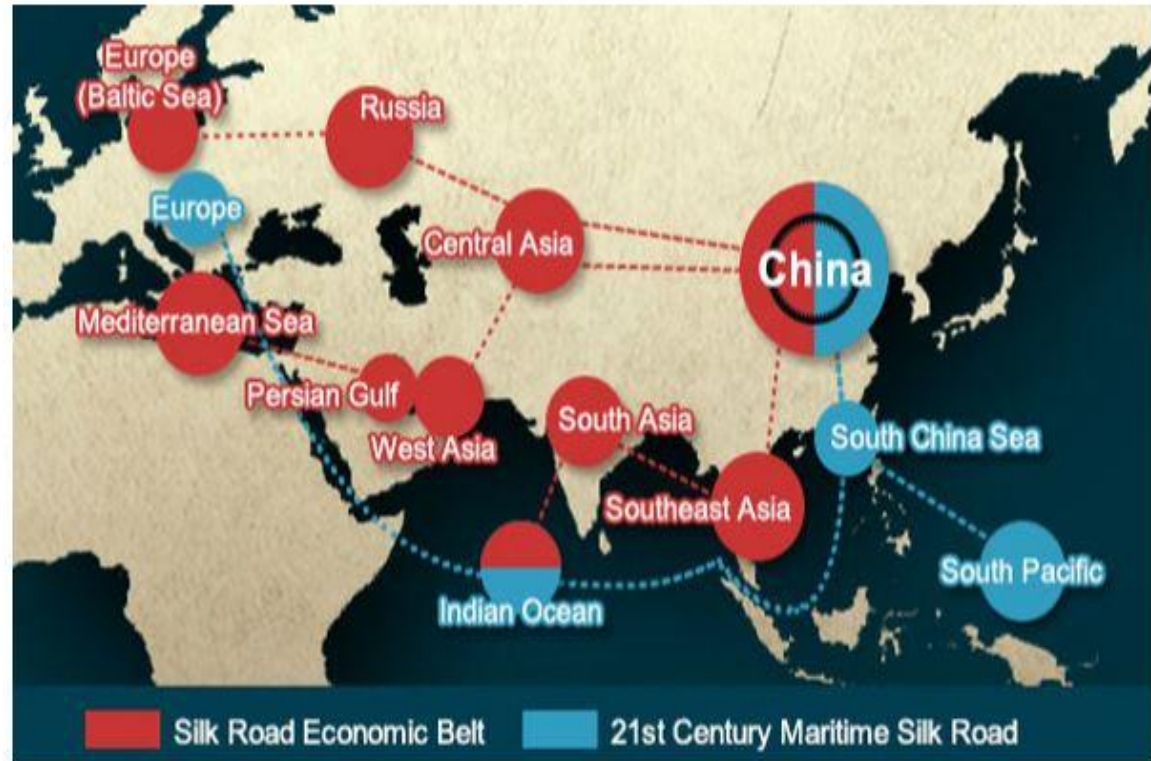 Europe
(Baltic Sea)
Russia
Europe
Central Asia
China
Mediterranean Sea
Persian Gulf
West Asia
South Asia
South China Sea
Southeast Asia
Indian Ocean
South Pacific
Silk Road Economic Belt
21st Century Maritime Silk Road